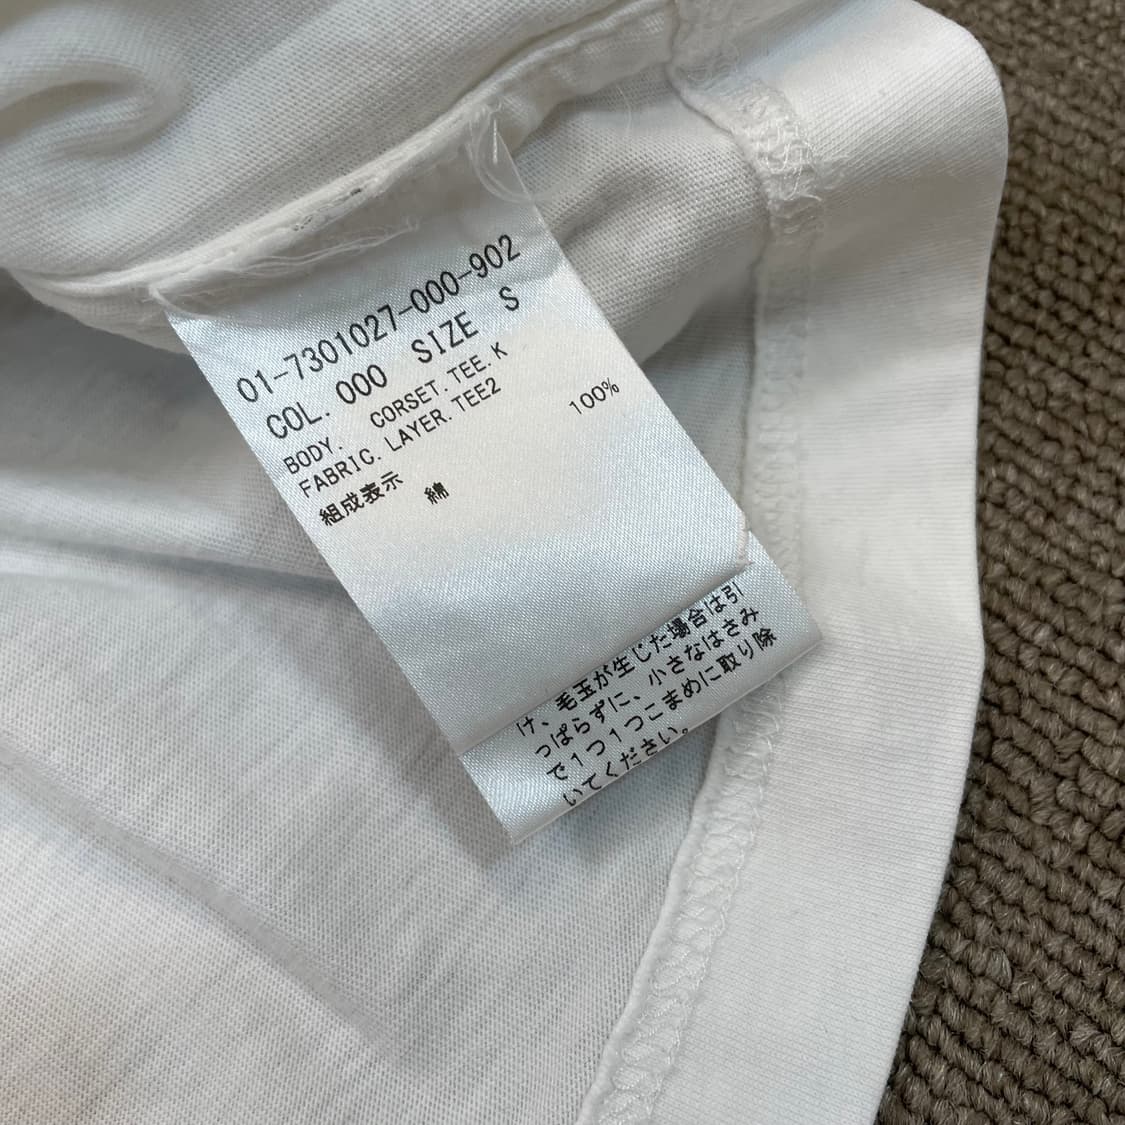 01-7301027-000-902
COL. 000 SIZE S
BODY. CORSET.TEE.K
FABRIC.LAYER.TEE2
組成表示 綿 100%
け、毛玉が生じた場合は引
っぱらずに、小さなはさみ
で1つ1つこまめに取り除
いてください。